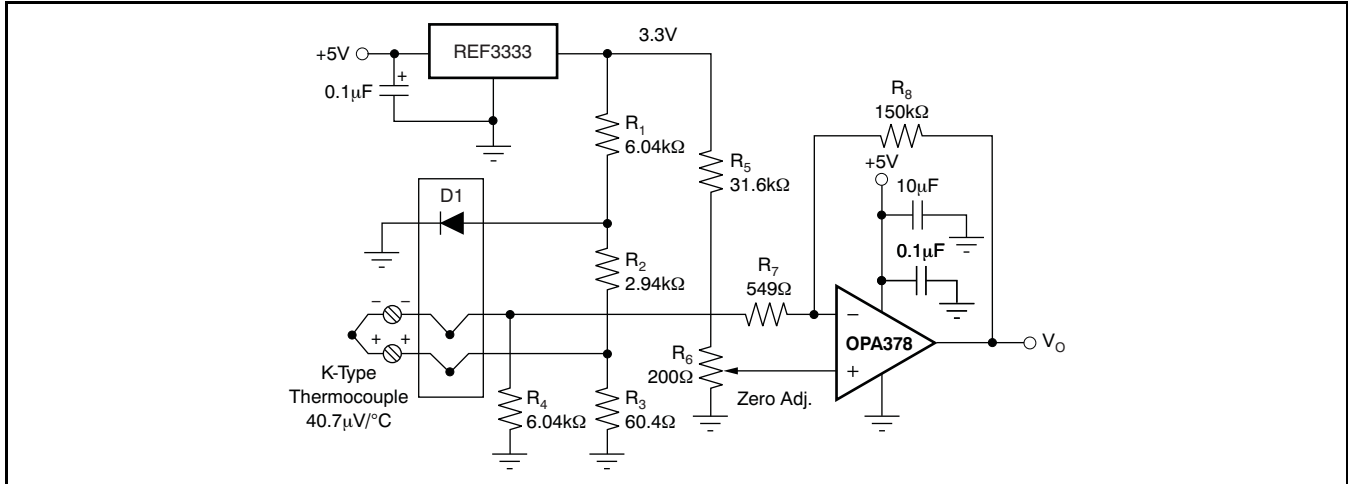 +5V
REF3333
3.3V
+
0.1μF
R1
6.04kΩ
R5
31.6kΩ
R8
150kΩ
+5V
10μF
0.1μF
D1
R2
2.94kΩ
R7
549Ω
− −
+ +
K-Type
Thermocouple
40.7μV/°C
R4
6.04kΩ
R3
60.4Ω
R6
200Ω
Zero Adj.
−
OPA378
+
VO